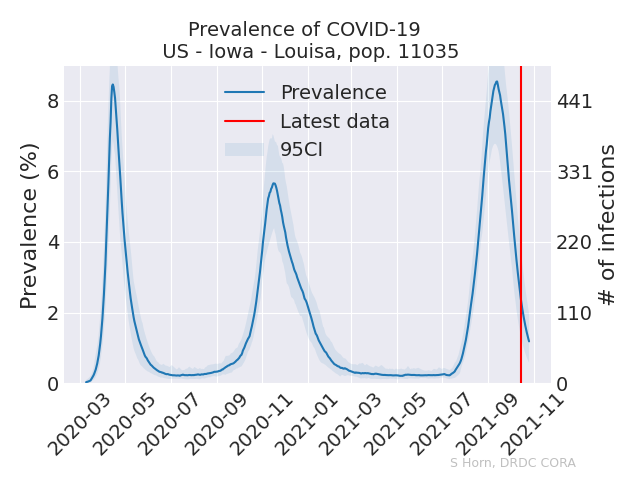 Prevalence of COVID-19
US - Iowa - Louisa, pop. 11035
Prevalence
Latest data
95CI
Prevalence (%)
8
6
4
2
0
441
331
220
110
0
# of infections
2020-03
2020-05
2020-07
2020-09
2020-11
2021-01
2021-03
2021-05
2021-07
2021-09
2021-11
S Horn, DRDC CORA